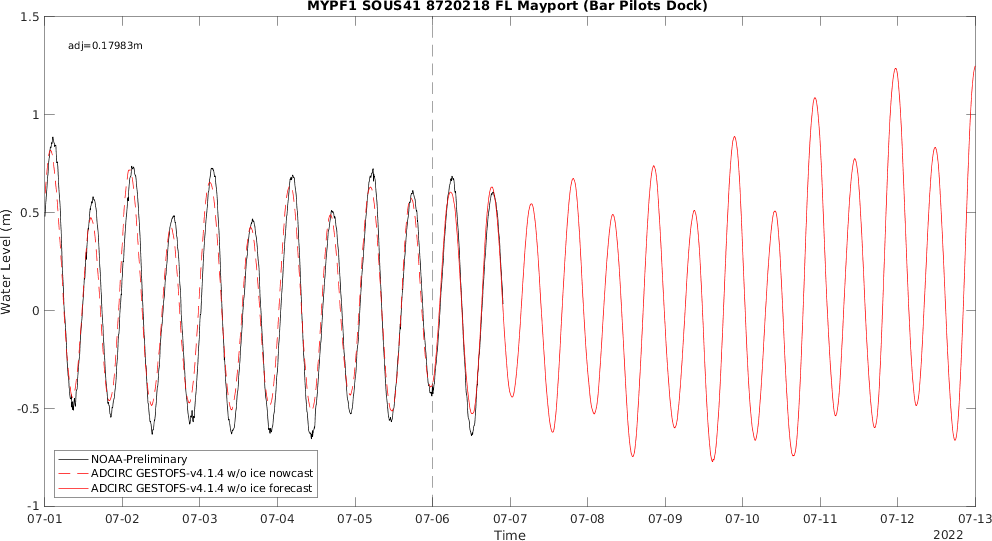 MYPF1 SOUS41 8720218 FL Mayport (Bar Pilots Dock)
adj=0.17983m
Water Level (m)
1.5
1
0.5
0
-0.5
-1
NOAA-Preliminary
ADCIRC GESTOFS-v4.1.4 w/o ice nowcast
ADCIRC GESTOFS-v4.1.4 w/o ice forecast
07-01 07-02 07-03 07-04 07-05 07-06 07-07 07-08 07-09 07-10 07-11 07-12 07-13
Time
2022